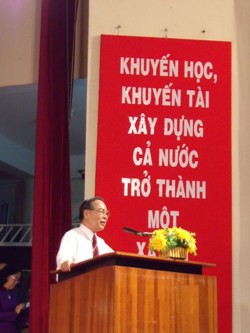 KHUYẾN HỌC,
KHUYẾN TÀI
XÂY DỰNG
CẢ NƯỚC
TRỞ THÀNH
MỘT